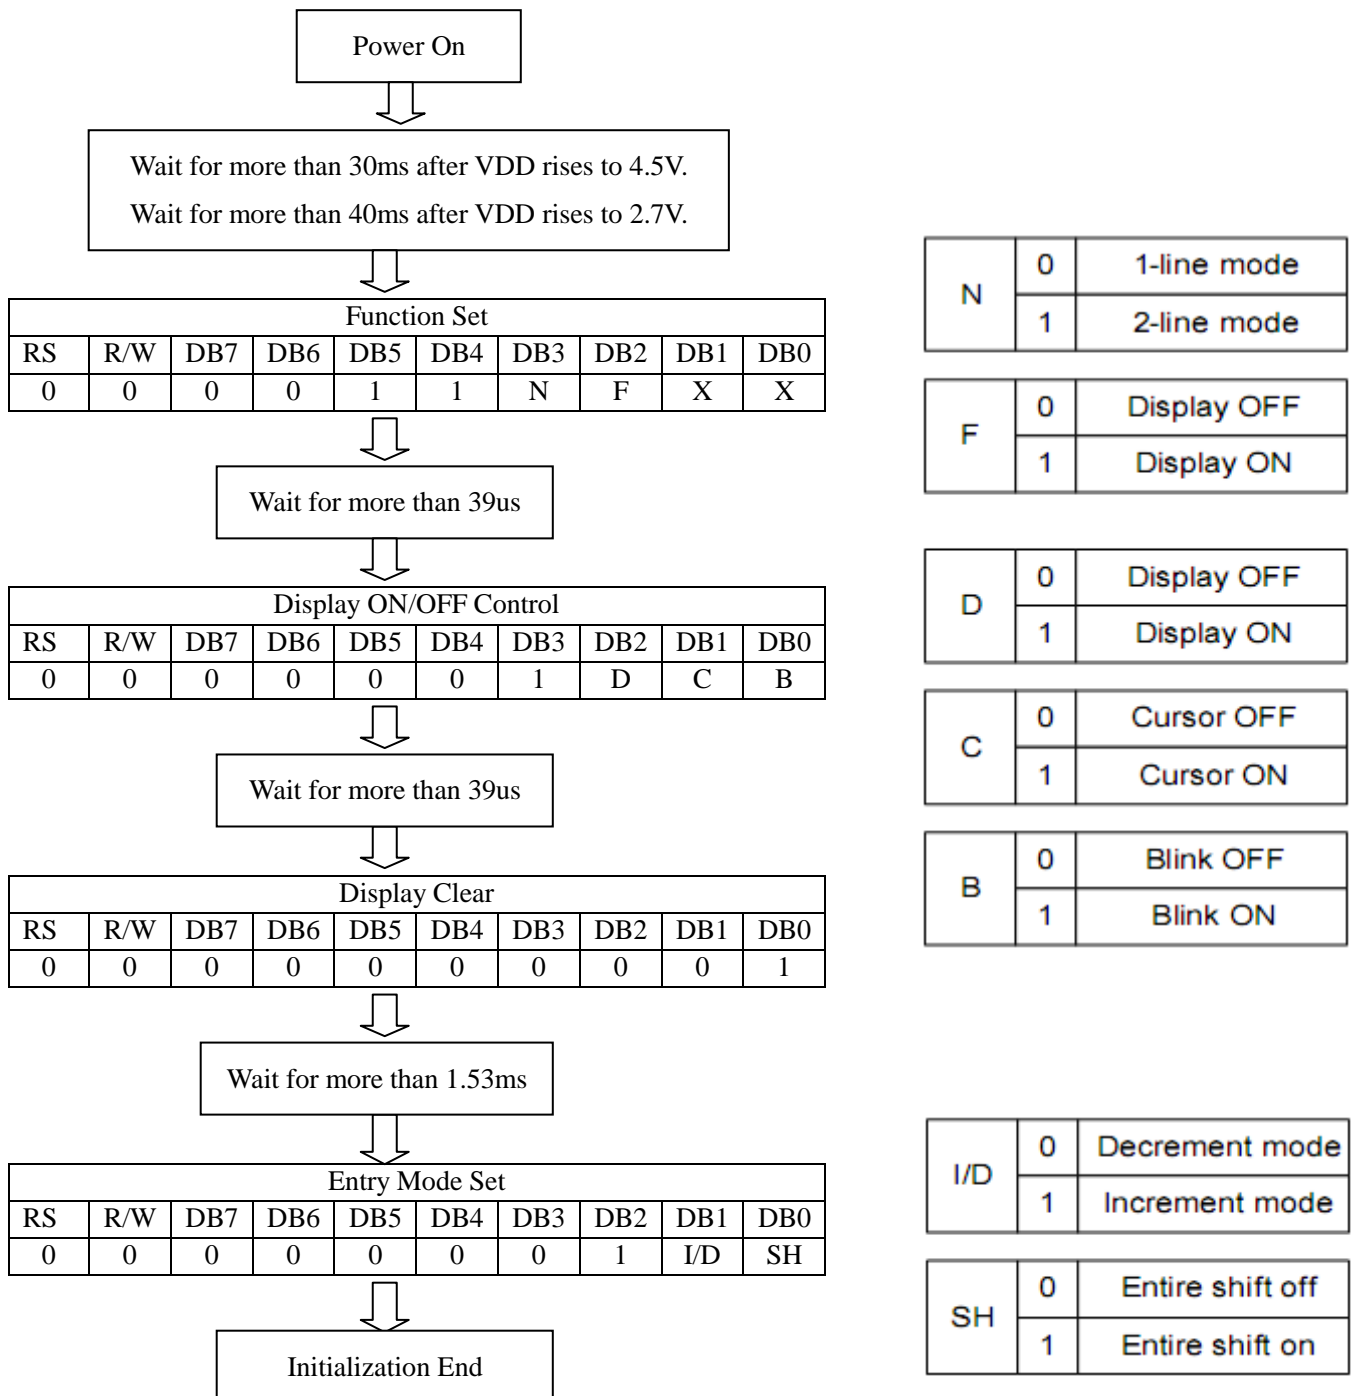 Power On
Wait for more than 30ms after VDD rises to 4.5V.
Wait for more than 40ms after VDD rises to 2.7V.
Function Set
RS R/W DB7 DB6 DB5 DB4 DB3 DB2 DB1 DB0
0 0 0 0 1 1 N F X X
Wait for more than 39us
Display ON/OFF Control
RS R/W DB7 DB6 DB5 DB4 DB3 DB2 DB1 DB0
0 0 0 0 0 0 1 D C B
Wait for more than 39us
Display Clear
RS R/W DB7 DB6 DB5 DB4 DB3 DB2 DB1 DB0
0 0 0 0 0 0 0 0 0 1
Wait for more than 1.53ms
Entry Mode Set
RS R/W DB7 DB6 DB5 DB4 DB3 DB2 DB1 DB0
0 0 0 0 0 0 0 1 I/D SH
Initialization End
N
0 1-line mode
1 2-line mode
F
0 Display OFF
1 Display ON
D
0 Display OFF
1 Display ON
C
0 Cursor OFF
1 Cursor ON
B
0 Blink OFF
1 Blink ON
I/D
0 Decrement mode
1 Increment mode
SH
0 Entire shift off
1 Entire shift on